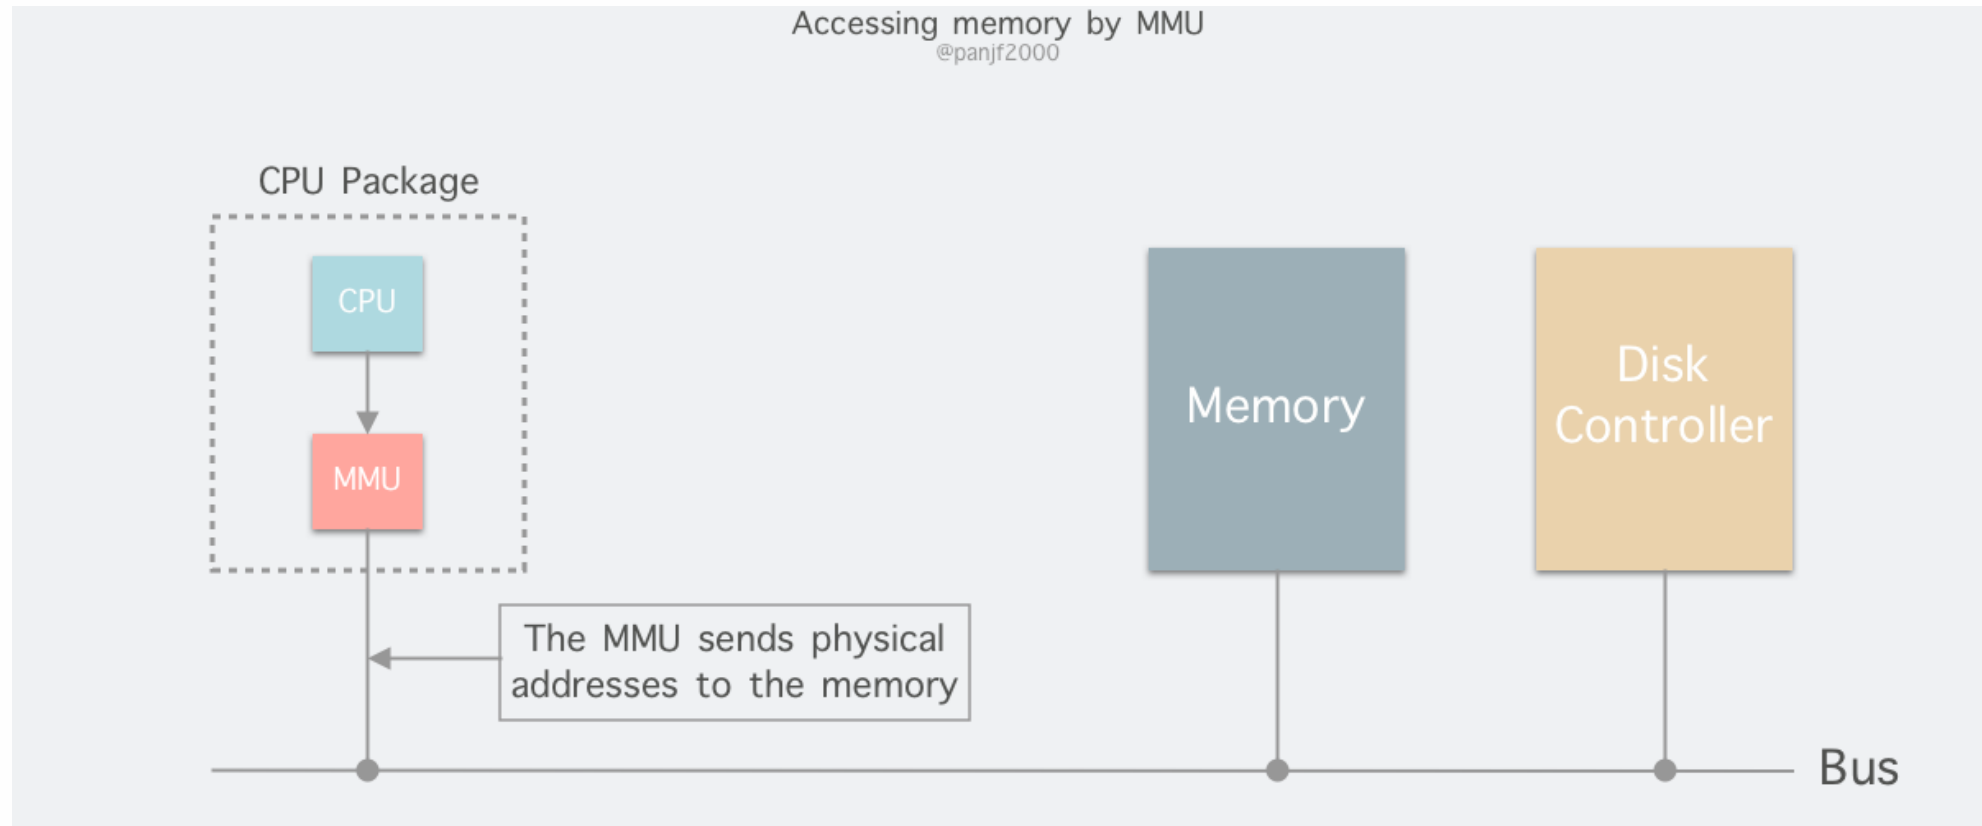 Accessing memory by MMU
@panjf2000
CPU Package
CPU
MMU
The MMU sends physical
addresses to the memory
Memory
Disk
Controller
Bus